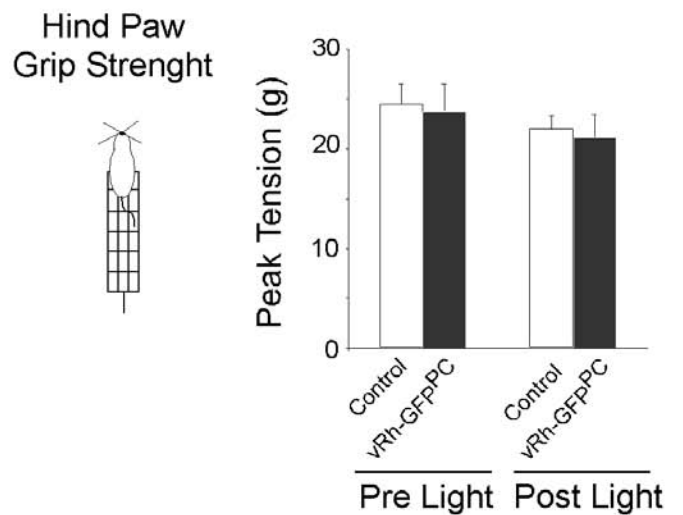 Hind Paw
Grip Strenght
Peak Tension (g)
30
20
10
0
Control
vRh-GFPPC
Control
vRh-GFPPC
Pre Light
Post Light